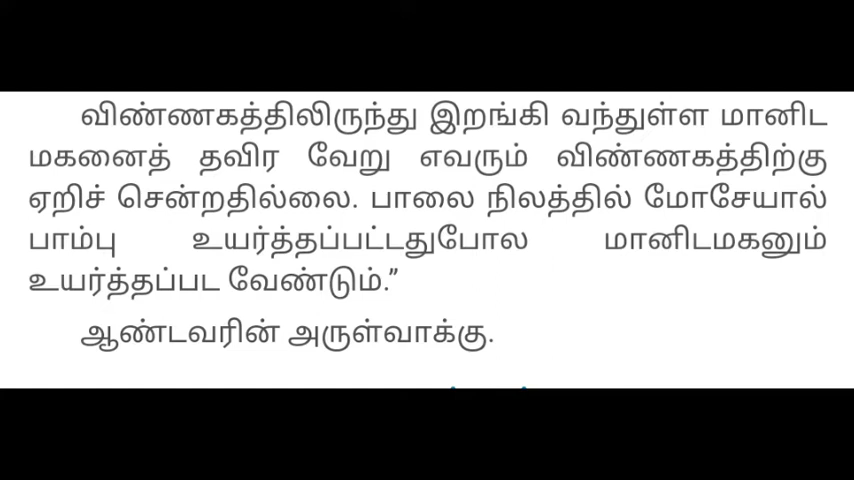 விண்ணகத்திலிருந்து இறங்கி வந்துள்ள மானிட
மகனைத் தவிர வேறு எவரும் விண்ணகத்திற்கு
ஏறிச் சென்றதில்லை. பாலை நிலத்தில் மோசேயால்
பாம்பு உயர்த்தப்பட்டதுபோல மானிடமகனும்
உயர்த்தப்பட வேண்டும்.”
ஆண்டவரின் அருள்வாக்கு.